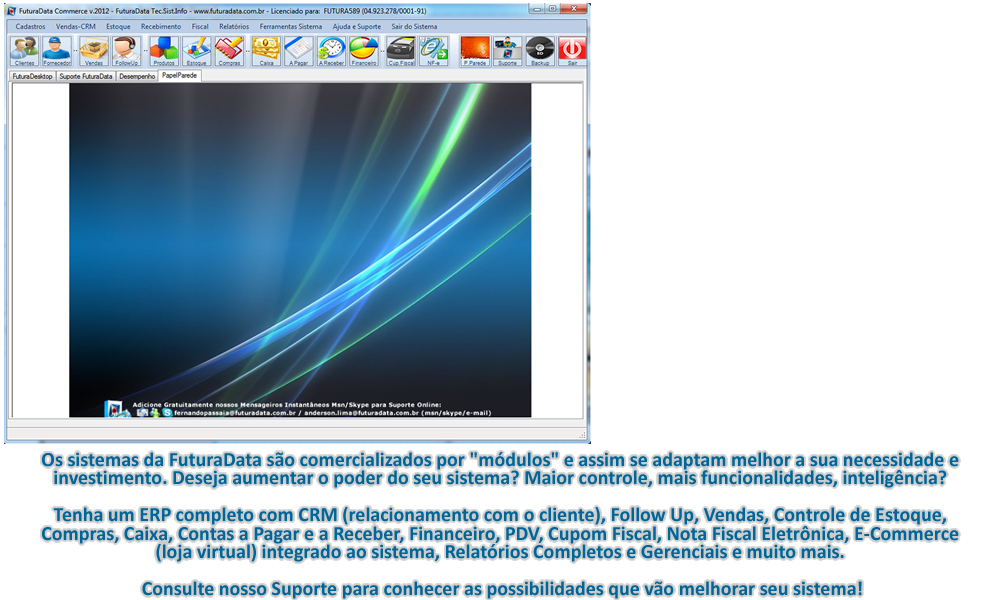 FuturaData Commerce v.2012 - FuturaData Tec.Sist.Info - www.futuradata.com.br - Licenciado para: FUTURA589 (04.923.278/0001-91)
Cadastros Vendas-CRM Estoque Recebimento Fiscal Relatórios Ferramentas Sistema Ajuda e Suporte Sair do Sistema
Clientes Fornecedor Vendas FollowUp Produtos Estoque Compras Caixa A Pagar A Receber Financeiro Cup.Fiscal NF-e P.Parede Suporte Backup Sair
FuturaDesktop Suporte FuturaData Desempenho PapelParede
Adicione Gratuitamente nossos Mensageiros Instantâneos Msn/Skype para Suporte Online:
fernandopassaia@futuradata.com.br / anderson.lima@futuradata.com.br (msn/skype/e-mail)
Os sistemas da FuturaData são comercializados por "módulos" e assim se adaptam melhor a sua necessidade e
investimento. Deseja aumentar o poder do seu sistema? Maior controle, mais funcionalidades, inteligência?
Tenha um ERP completo com CRM (relacionamento com o cliente), Follow Up, Vendas, Controle de Estoque,
Compras, Caixa, Contas a Pagar e a Receber, Financeiro, PDV, Cupom Fiscal, Nota Fiscal Eletrônica, E-Commerce
(loja virtual) integrado ao sistema, Relatórios Completos e Gerenciais e muito mais.
Consulte nosso Suporte para conhecer as possibilidades que vão melhorar seu sistema!